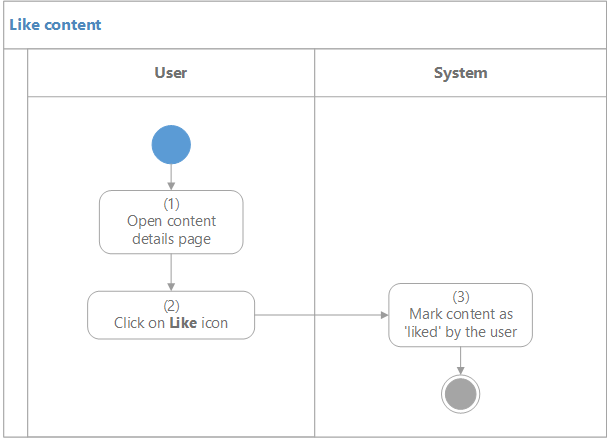 Like content
User
System
(1)
Open content
details page
(2)
Click on Like icon
(3)
Mark content as
'liked' by the user